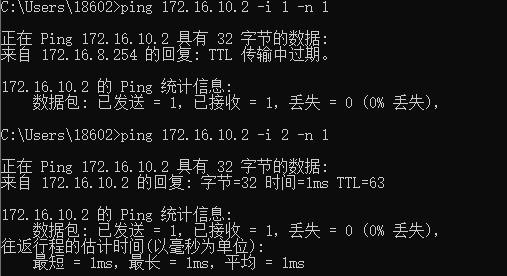 C:\Users\18602>ping 172.16.10.2 -i 1 -n 1
正在 Ping 172.16.10.2 具有 32 字节的数据:
来自 172.16.8.254 的回复: TTL 传输中过期。
172.16.10.2 的 Ping 统计信息:
数据包: 已发送 = 1，已接收 = 1，丢失 = 0 (0% 丢失)，
C:\Users\18602>ping 172.16.10.2 -i 2 -n 1
正在 Ping 172.16.10.2 具有 32 字节的数据:
来自 172.16.10.2 的回复: 字节=32 时间=1ms TTL=63
172.16.10.2 的 Ping 统计信息:
数据包: 已发送 = 1，已接收 = 1，丢失 = 0 (0% 丢失)，
往返行程的估计时间(以毫秒为单位):
最短 = 1ms，最长 = 1ms，平均 = 1ms